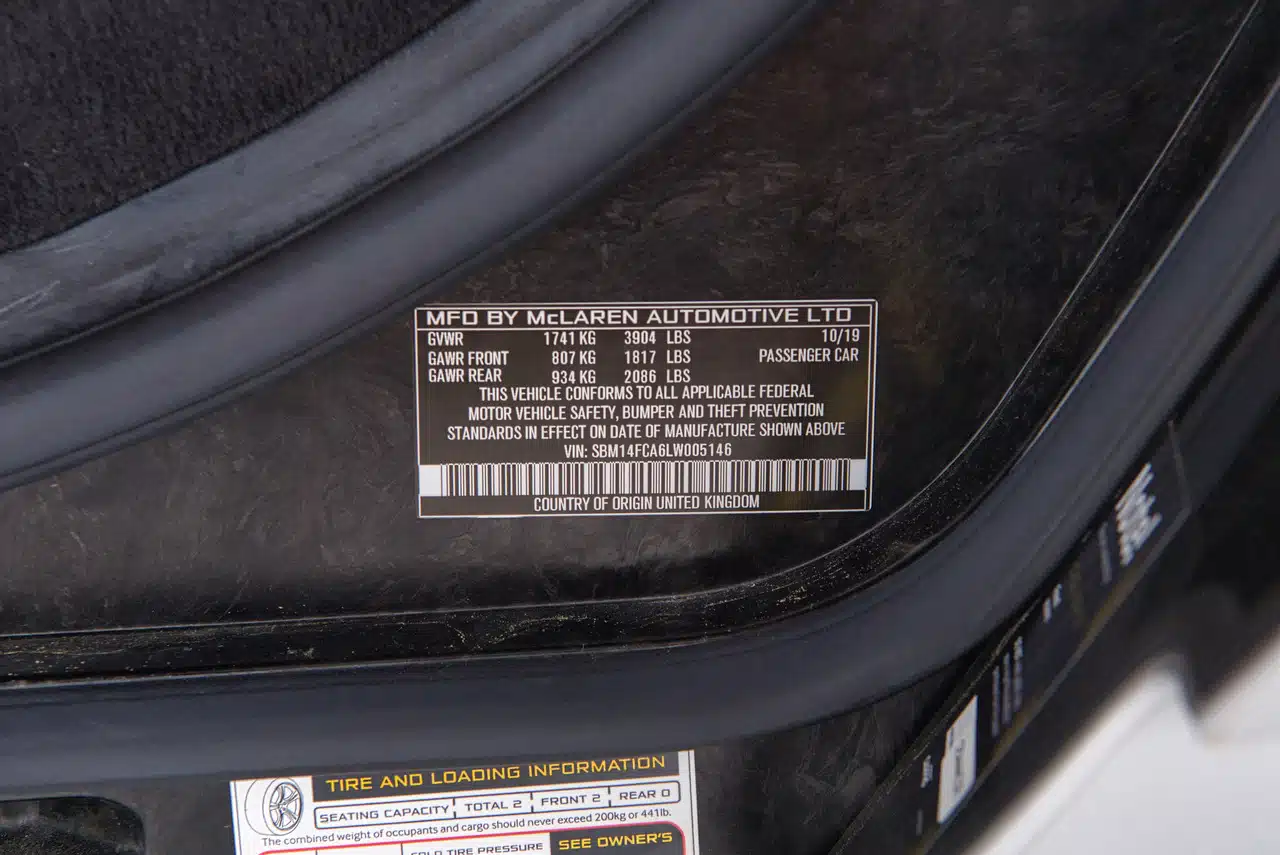 MFD BY McLAREN AUTOMOTIVE LTD
GVWR 1741 KG 3904 LBS 10/19
GAWR FRONT 807 KG 1817 LBS PASSENGER CAR
GAWR REAR 934 KG 2086 LBS
THIS VEHICLE CONFORMS TO ALL APPLICABLE FEDERAL
MOTOR VEHICLE SAFETY, BUMPER AND THEFT PREVENTION
STANDARDS IN EFFECT ON DATE OF MANUFACTURE SHOWN ABOVE
VIN: SBM14FCA6LW005146
COUNTRY OF ORIGIN UNITED KINGDOM
TIRE AND LOADING INFORMATION
SEATING CAPACITY TOTAL 2 FRONT 2 REAR 0
The combined weight of occupants and cargo should never exceed 200kg or 441lb.
COLD TIRE PRESSURE SEE OWNER'S